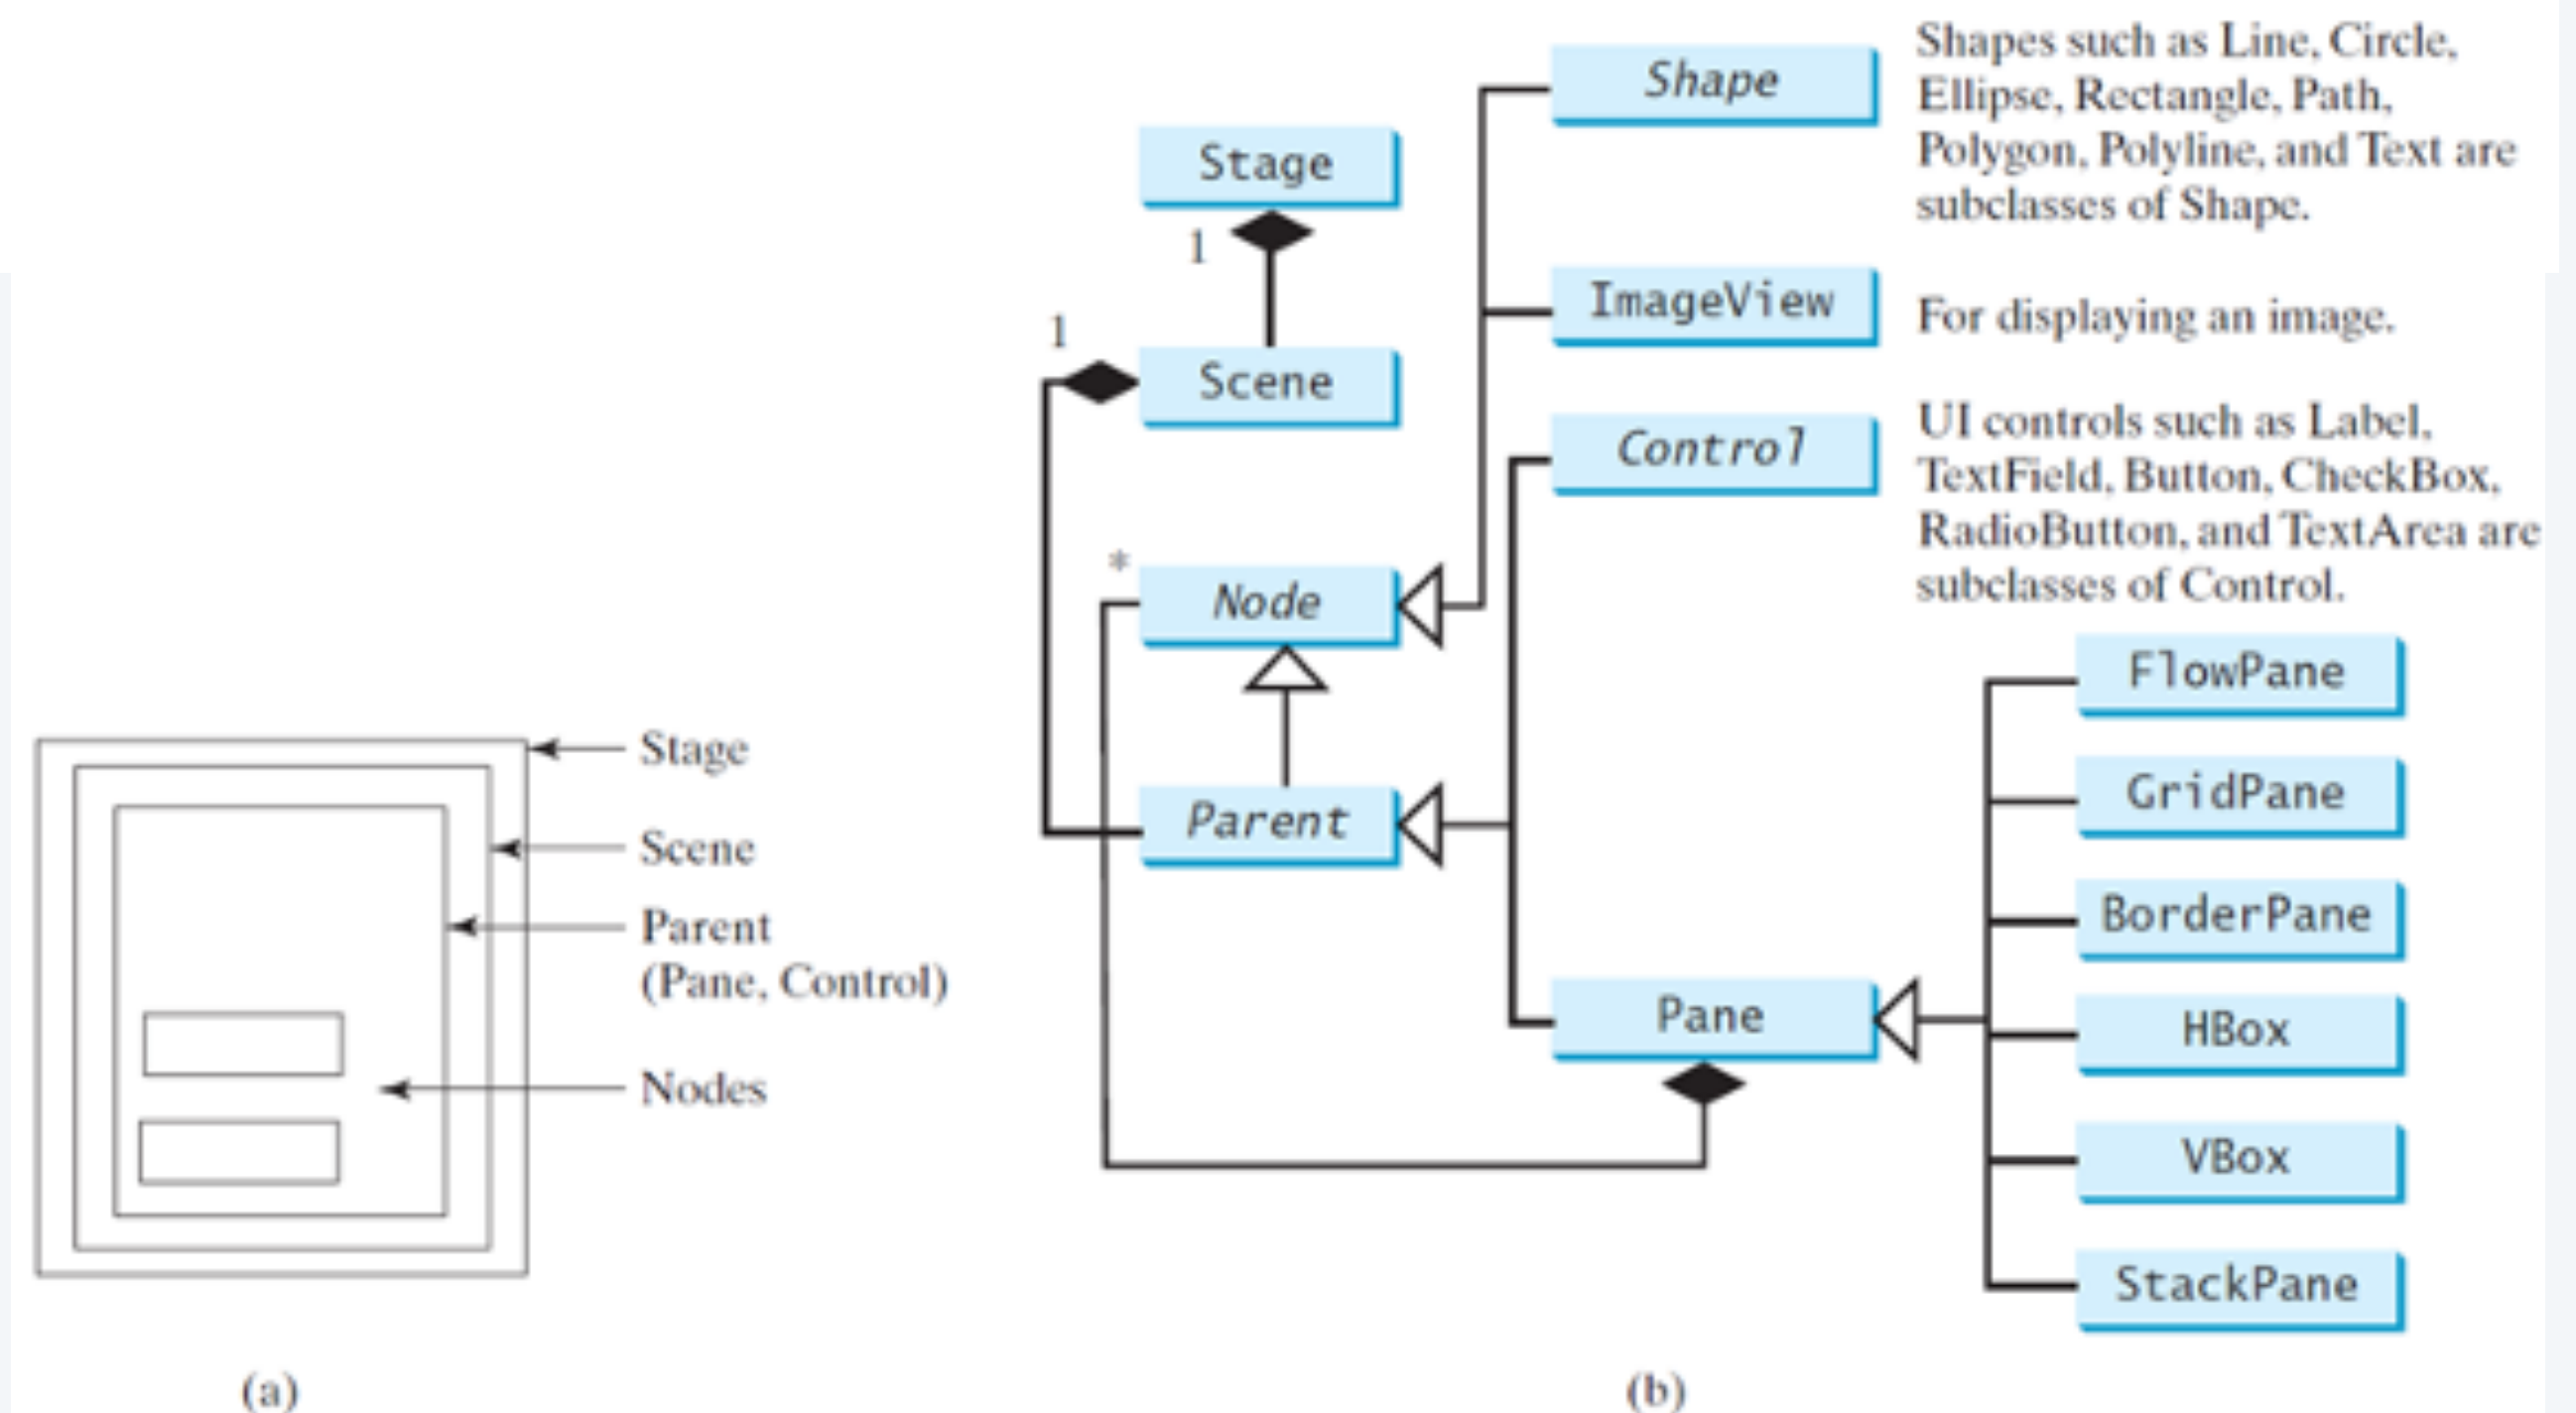 Stage
Scene
Parent
(Pane, Control)
Nodes
(a)
Stage
1
1
Scene
*
Node
Parent
Shape
Shapes such as Line, Circle,
Ellipse, Rectangle, Path,
Polygon, Polyline, and Text are
subclasses of Shape.
ImageView
For displaying an image.
Control
UI controls such as Label,
TextField, Button, CheckBox,
RadioButton, and TextArea are
subclasses of Control.
Pane
FlowPane
GridPane
BorderPane
HBox
VBox
StackPane
(b)